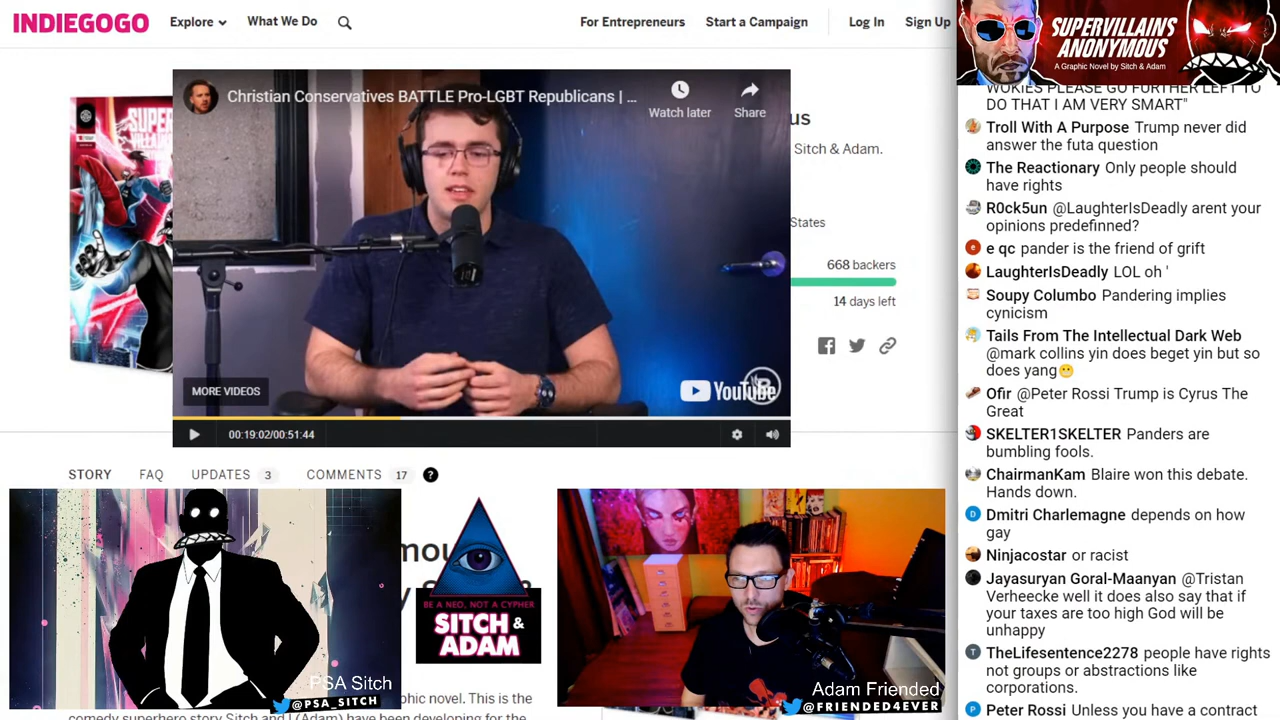 INDIEGOGO
Explore
What We Do
For Entrepreneurs
Start a Campaign
Log In
Sign Up
Christian Conservatives BATTLE Pro-LGBT Republicans | ...
Watch later
Share
us
Sitch & Adam.
States
668 backers
14 days left
MORE VIDEOS
YouTube
00:19:02/00:51:44
STORY
FAQ
UPDATES 3
COMMENTS 17
?
BE A NEO, NOT A CYPHER
SITCH &
ADAM
PSA Sitch
@PSA_SITCH
Adam Friended
@FRIENDED4EVER
phic novel. This is the
comedy superhero story Sitch and I (Adam) have been developing for the
SUPERVILLAINS
ANONYMOUS
A Graphic Novel by Sitch & Adam
WOKIES PLEASE GO FURTHER LEFT TO
DO THAT I AM VERY SMART"
Troll With A Purpose Trump never did
answer the futa question
The Reactionary Only people should
have rights
R0ck5un @LaughterIsDeadly arent your
opinions predefinned?
e qc pander is the friend of grift
LaughterIsDeadly LOL oh '
Soupy Columbo Pandering implies
cynicism
Tails From The Intellectual Dark Web
@mark collins yin does beget yin but so
does yang😬
Ofir @Peter Rossi Trump is Cyrus The
Great
SKELTER1SKELTER Panders are
bumbling fools.
ChairmanKam Blaire won this debate.
Hands down.
Dmitri Charlemagne depends on how
gay
Ninjacostar or racist
Jayasuryan Goral-Maanyan @Tristan
Verheecke well it does also say that if
your taxes are too high God will be
unhappy
TheLifesentence2278 people have rights
not groups or abstractions like
corporations.
Peter Rossi Unless you have a contract